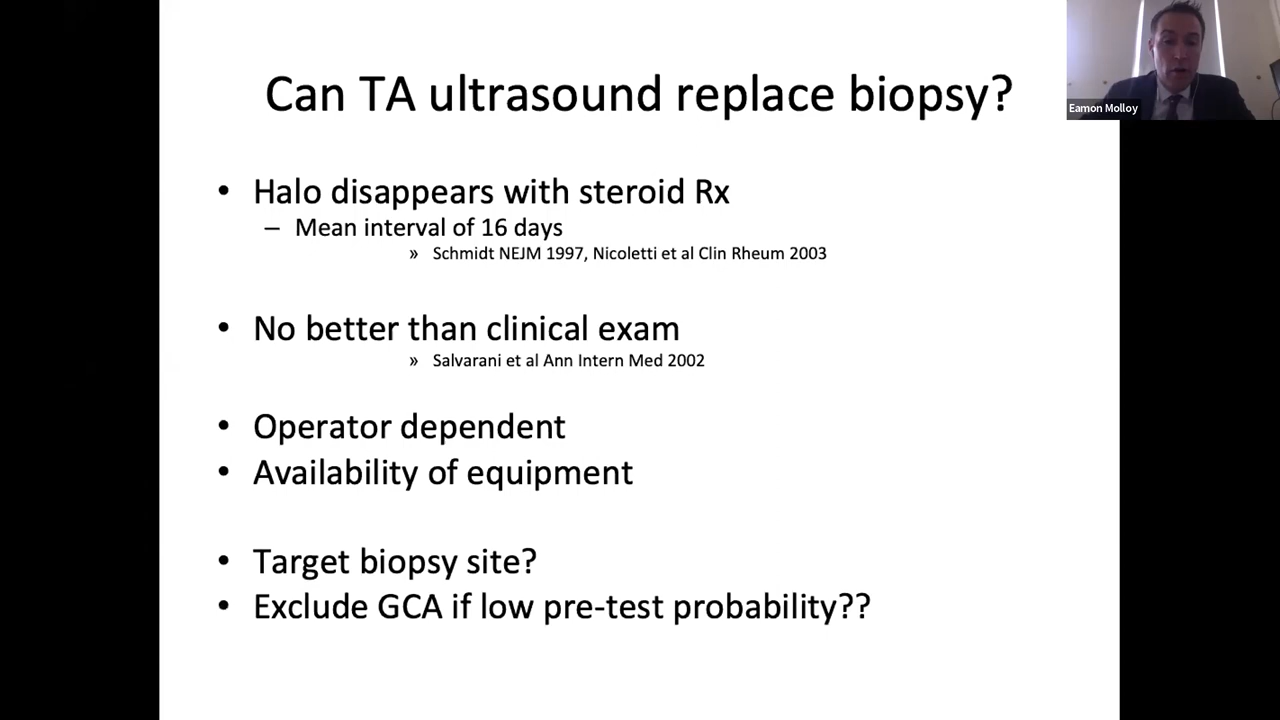 Can TA ultrasound replace biopsy?
Eamon Molloy
• Halo disappears with steroid Rx
– Mean interval of 16 days
» Schmidt NEJM 1997, Nicoletti et al Clin Rheum 2003
• No better than clinical exam
» Salvarani et al Ann Intern Med 2002
• Operator dependent
• Availability of equipment
• Target biopsy site?
• Exclude GCA if low pre-test probability??